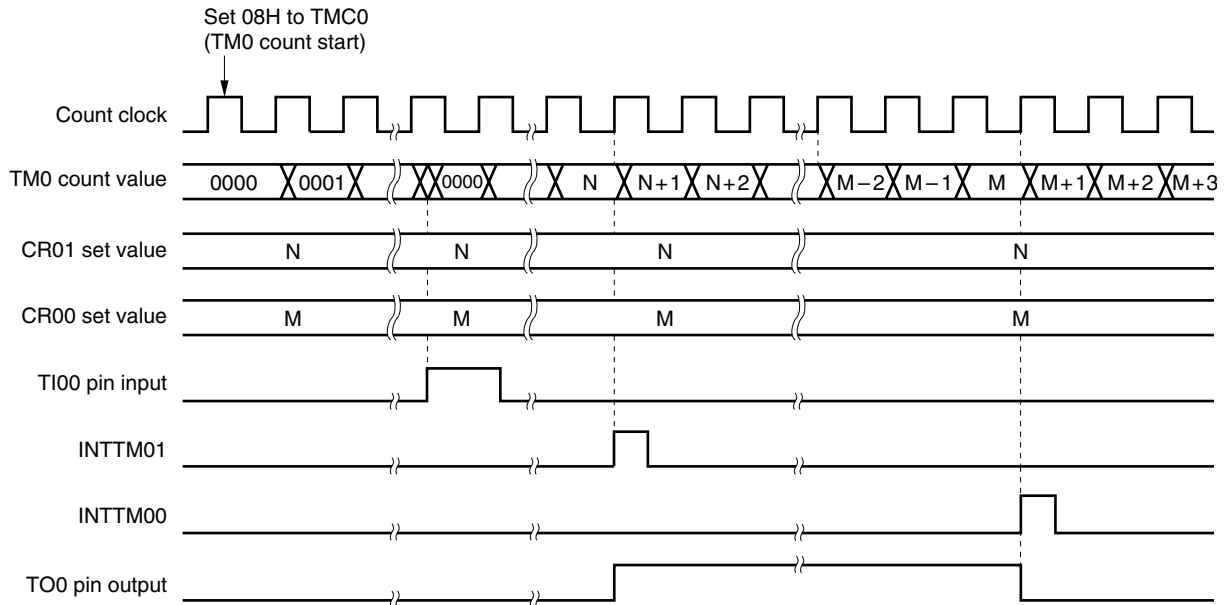 Set 08H to TMC0
(TM0 count start)
Count clock
TM0 count value 0000 0001 0000 N N+1 N+2 M−2 M−1 M M+1 M+2 M+3
CR01 set value N N N N
CR00 set value M M M M
TI00 pin input
INTTM01
INTTM00
TO0 pin output